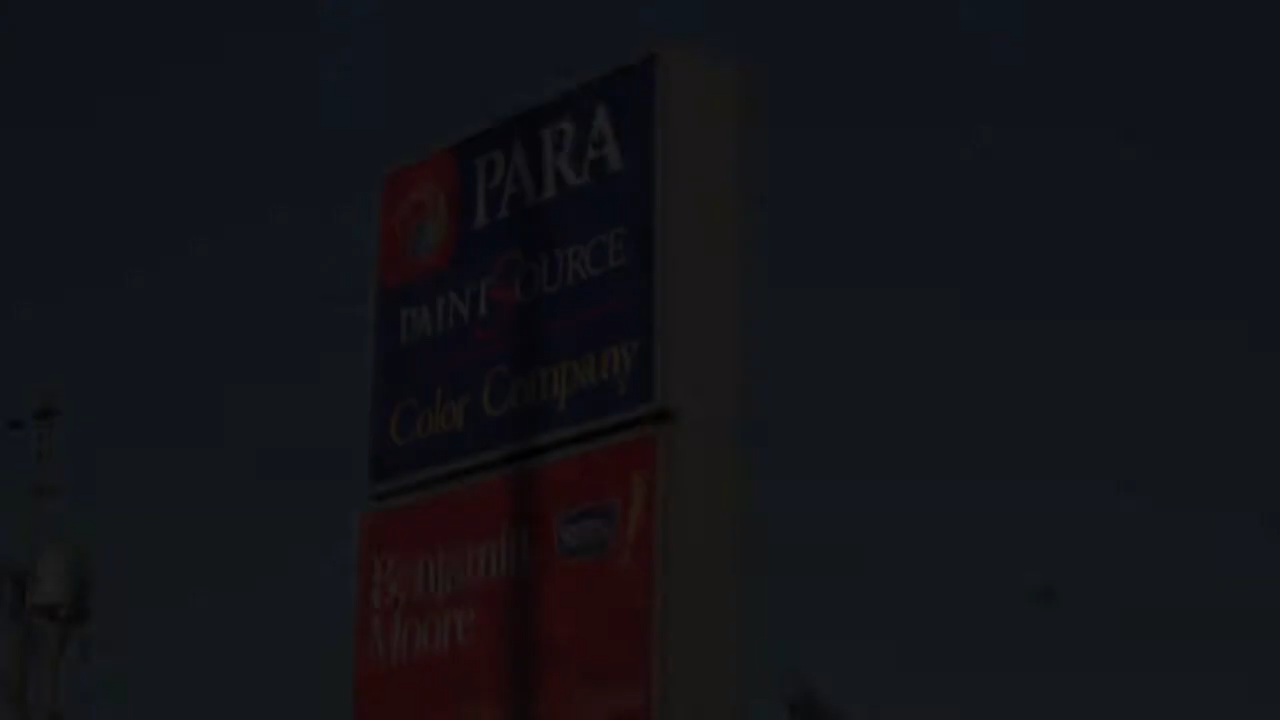 PARA
PAINT SOURCE
Color Company
Benjamin
Moore